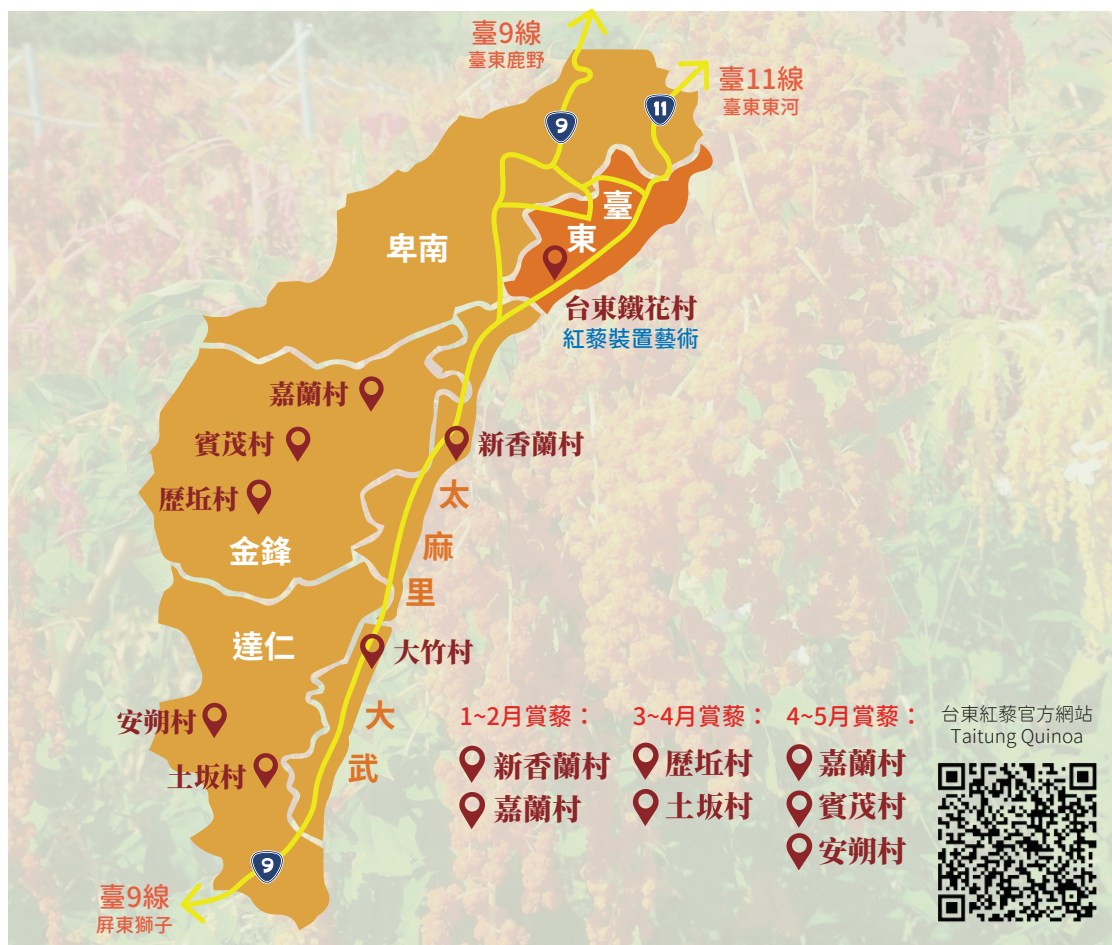 臺9線
臺東鹿野
臺11線
臺東東河
9
11
臺
東
卑南
台東鐵花村
紅藜裝置藝術
嘉蘭村
賓茂村
新香蘭村
歷坵村
太
麻
里
金鋒
達仁
大竹村
安朔村
大
武
土坂村
1~2月賞藜：
新香蘭村
嘉蘭村
3~4月賞藜：
歷坵村
土坂村
4~5月賞藜：
嘉蘭村
賓茂村
安朔村
台東紅藜官方網站
Taitung Quinoa
9
臺9線
屏東獅子